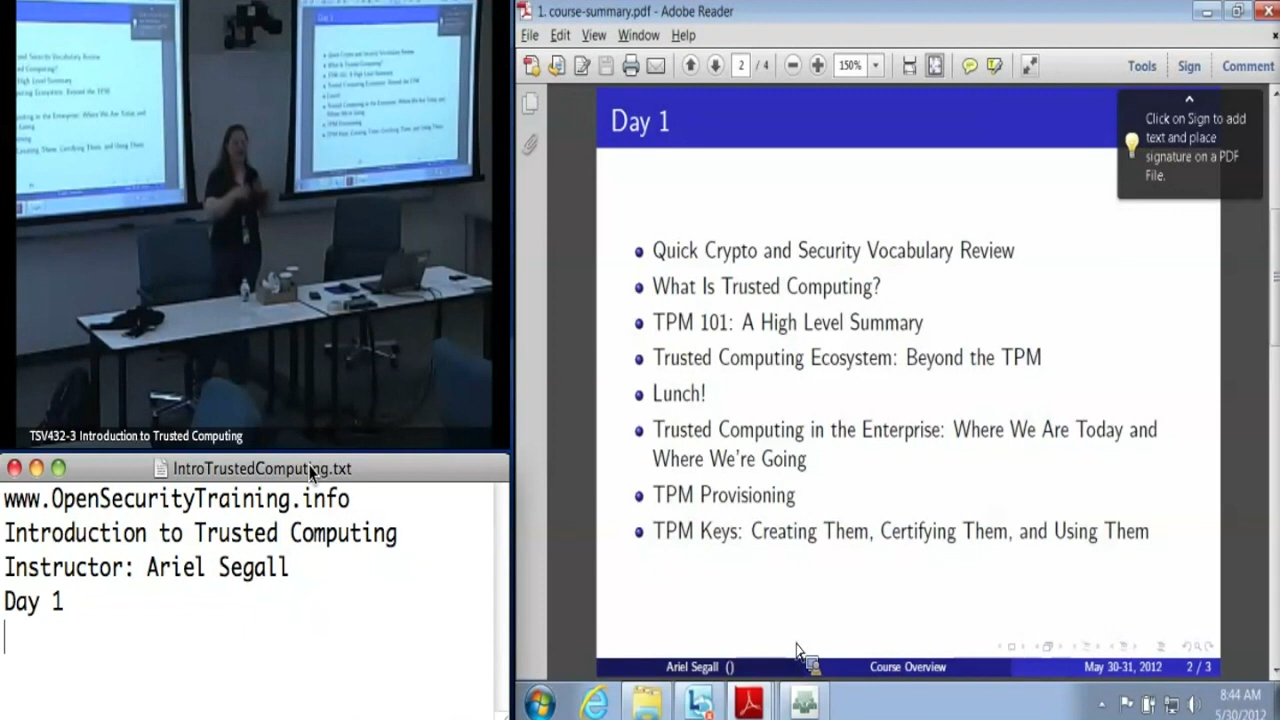 Day 1
TSV432-3 Introduction to Trusted Computing
IntroTrustedComputing.txt
www.OpenSecurityTraining.info
Introduction to Trusted Computing
Instructor: Ariel Segall
Day 1
1. course-summary.pdf - Adobe Reader
File Edit View Window Help
2 / 4 150% Tools Sign Comment
Day 1
Click on Sign to add
text and place
signature on a PDF
File.
Quick Crypto and Security Vocabulary Review
What Is Trusted Computing?
TPM 101: A High Level Summary
Trusted Computing Ecosystem: Beyond the TPM
Lunch!
Trusted Computing in the Enterprise: Where We Are Today and
Where We're Going
TPM Provisioning
TPM Keys: Creating Them, Certifying Them, and Using Them
Ariel Segall () Course Overview May 30-31, 2012 2 / 3
8:44 AM
5/30/2012